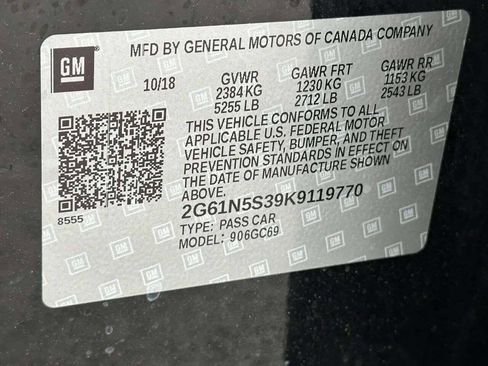 GM
MFD BY GENERAL MOTORS OF CANADA COMPANY
10/18 GVWR GAWR FRT GAWR RR
2384 KG 1230 KG 1153 KG
5255 LB 2712 LB 2543 LB
THIS VEHICLE CONFORMS TO ALL
APPLICABLE U.S. FEDERAL MOTOR
VEHICLE SAFETY, BUMPER, AND THEFT
PREVENTION STANDARDS IN EFFECT ON
THE DATE OF MANUFACTURE SHOWN
ABOVE.
8555
2G61N5S39K9119770
TYPE: PASS CAR
MODEL: 906GC69